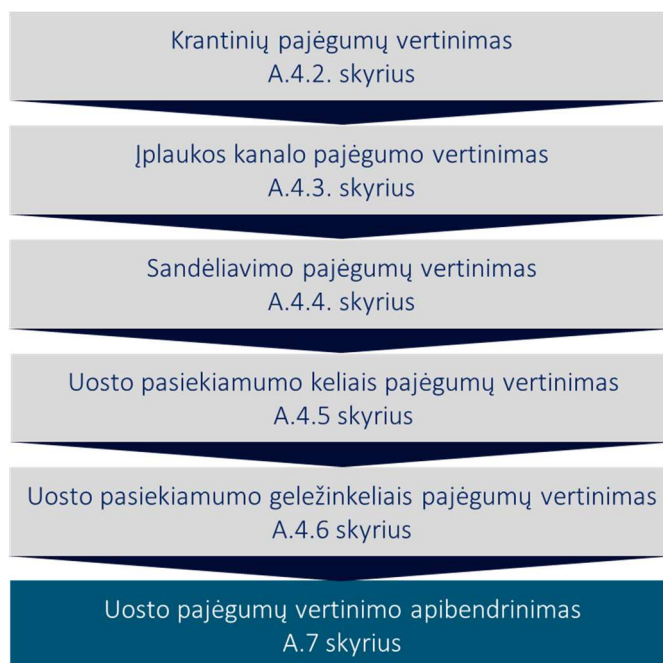 Krantinių pajėgumų vertinimas
A.4.2. skyrius
Įplaukos kanalo pajėgumo vertinimas
A.4.3. skyrius
Sandėliavimo pajėgumų vertinimas
A.4.4. skyrius
Uosto pasiekiamumo keliais pajėgumų vertinimas
A.4.5 skyrius
Uosto pasiekiamumo geležinkeliais pajėgumų vertinimas
A.4.6 skyrius
Uosto pajėgumų vertinimo apibendrinimas
A.7 skyrius